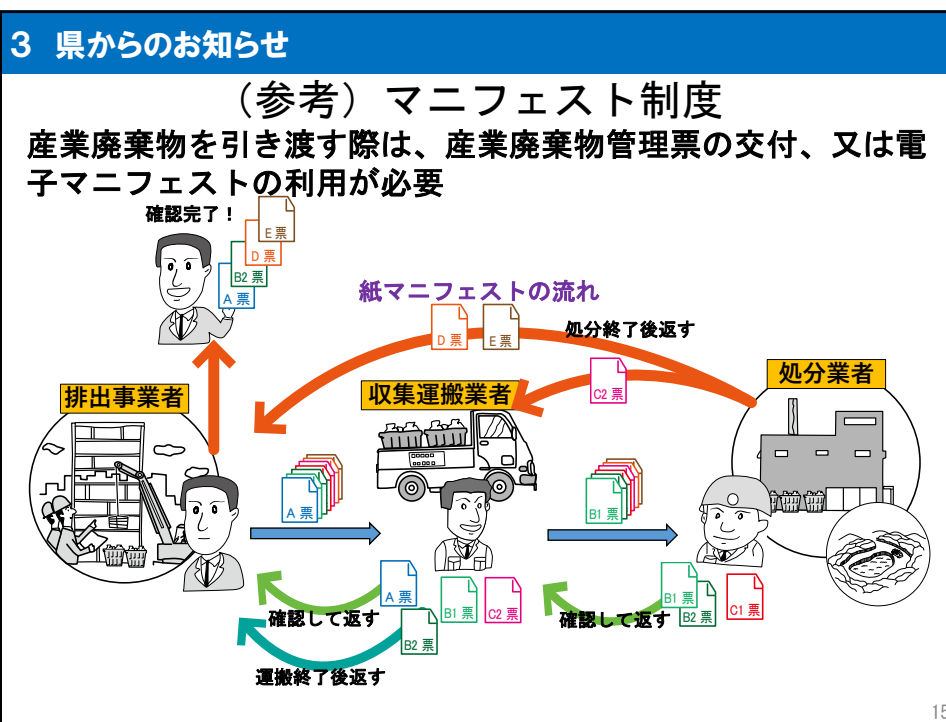 3 県からのお知らせ
(参考)マニフェスト制度
産業廃棄物を引き渡す際は、産業廃棄物管理票の交付、又は電
子マニフェストの利用が必要
確認完了!
E票
D票
B2票
A票
紙マニフェストの流れ
D票
E票
処分終了後返す
C2票
排出事業者
収集運搬業者
処分業者
A票
B1票
A票
B1票
C2票
B1票
B2票
C1票
確認して返す
確認して返す
B2票
運搬終了後返す
15